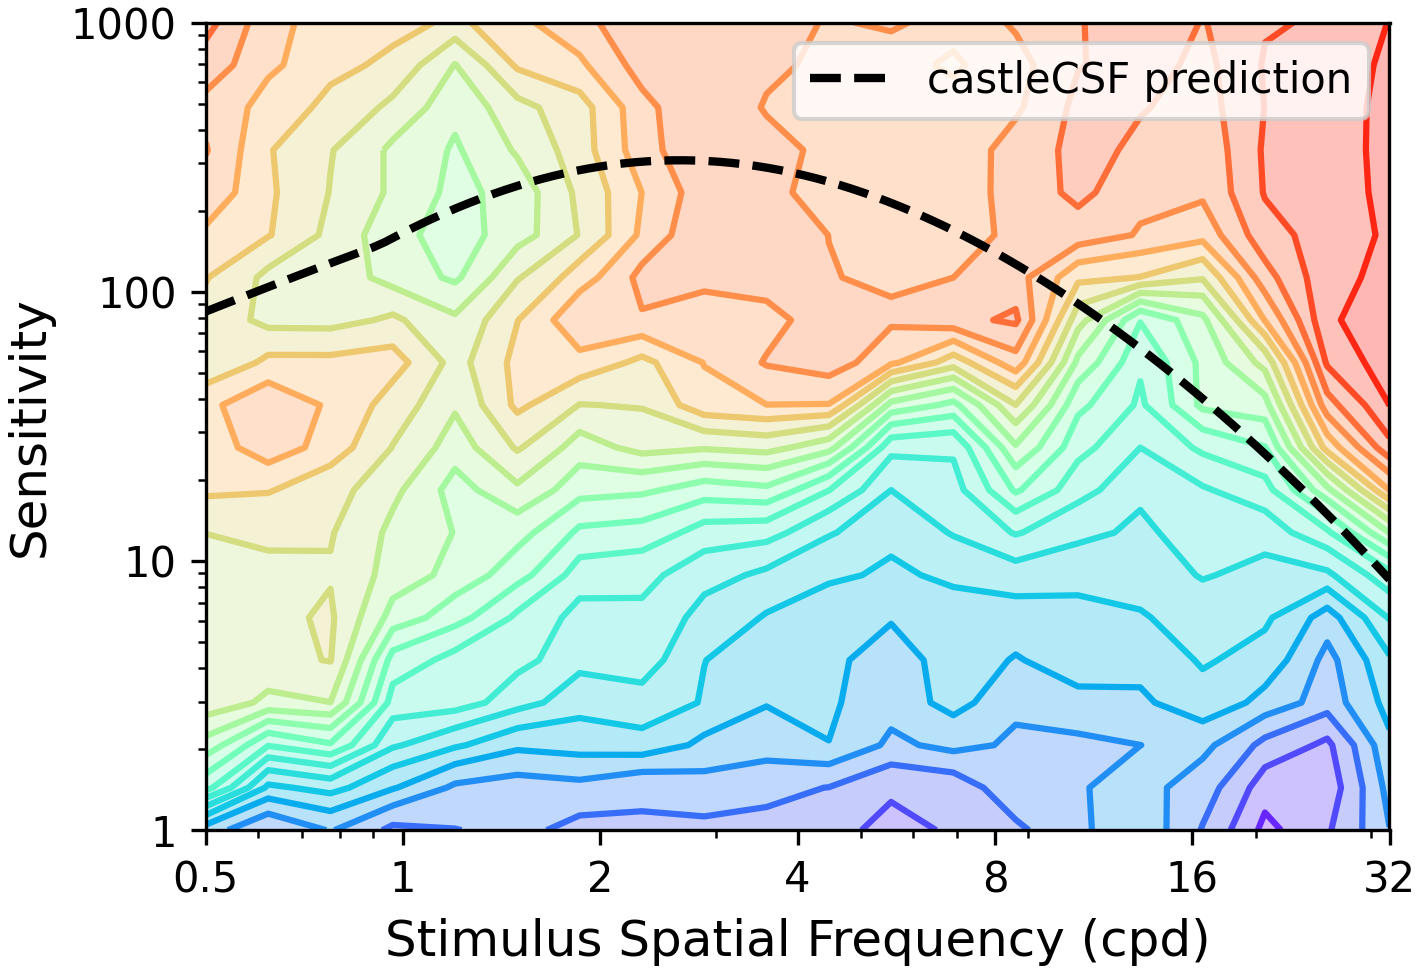 1000
100
10
1
Sensitivity
castleCSF prediction
0.5 1 2 4 8 16 32
Stimulus Spatial Frequency (cpd)